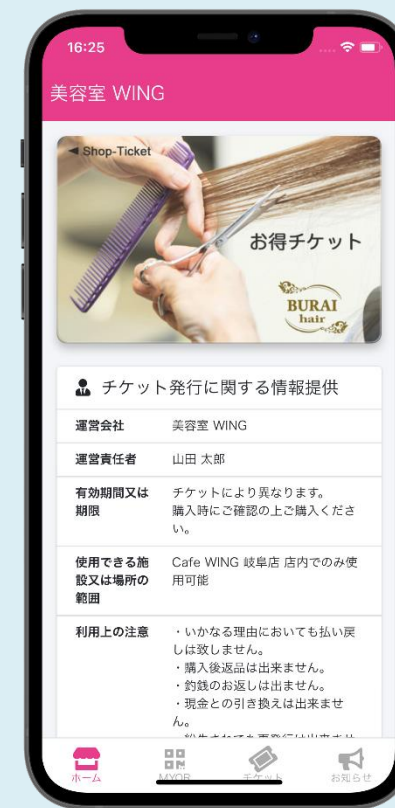 16:25
美容室 WING
◄ Shop-Ticket
お得チケット
BURAI
hair
チケット発行に関する情報提供
運営会社 美容室 WING
運営責任者 山田 太郎
有効期間又は チケットにより異なります。
期限 購入時にご確認の上ご購入くださ
い。
使用できる施 Cafe WING 岐阜店 店内でのみ使
設又は場所の 用可能
範囲
利用上の注意 ・いかなる理由においても払い戻
しは致しません。
・購入後返品は出来ません。
・釣銭のお返しは出ません。
・現金との引き換えは出来ませ
ん。
ホーム MYQR チケット お知らせ